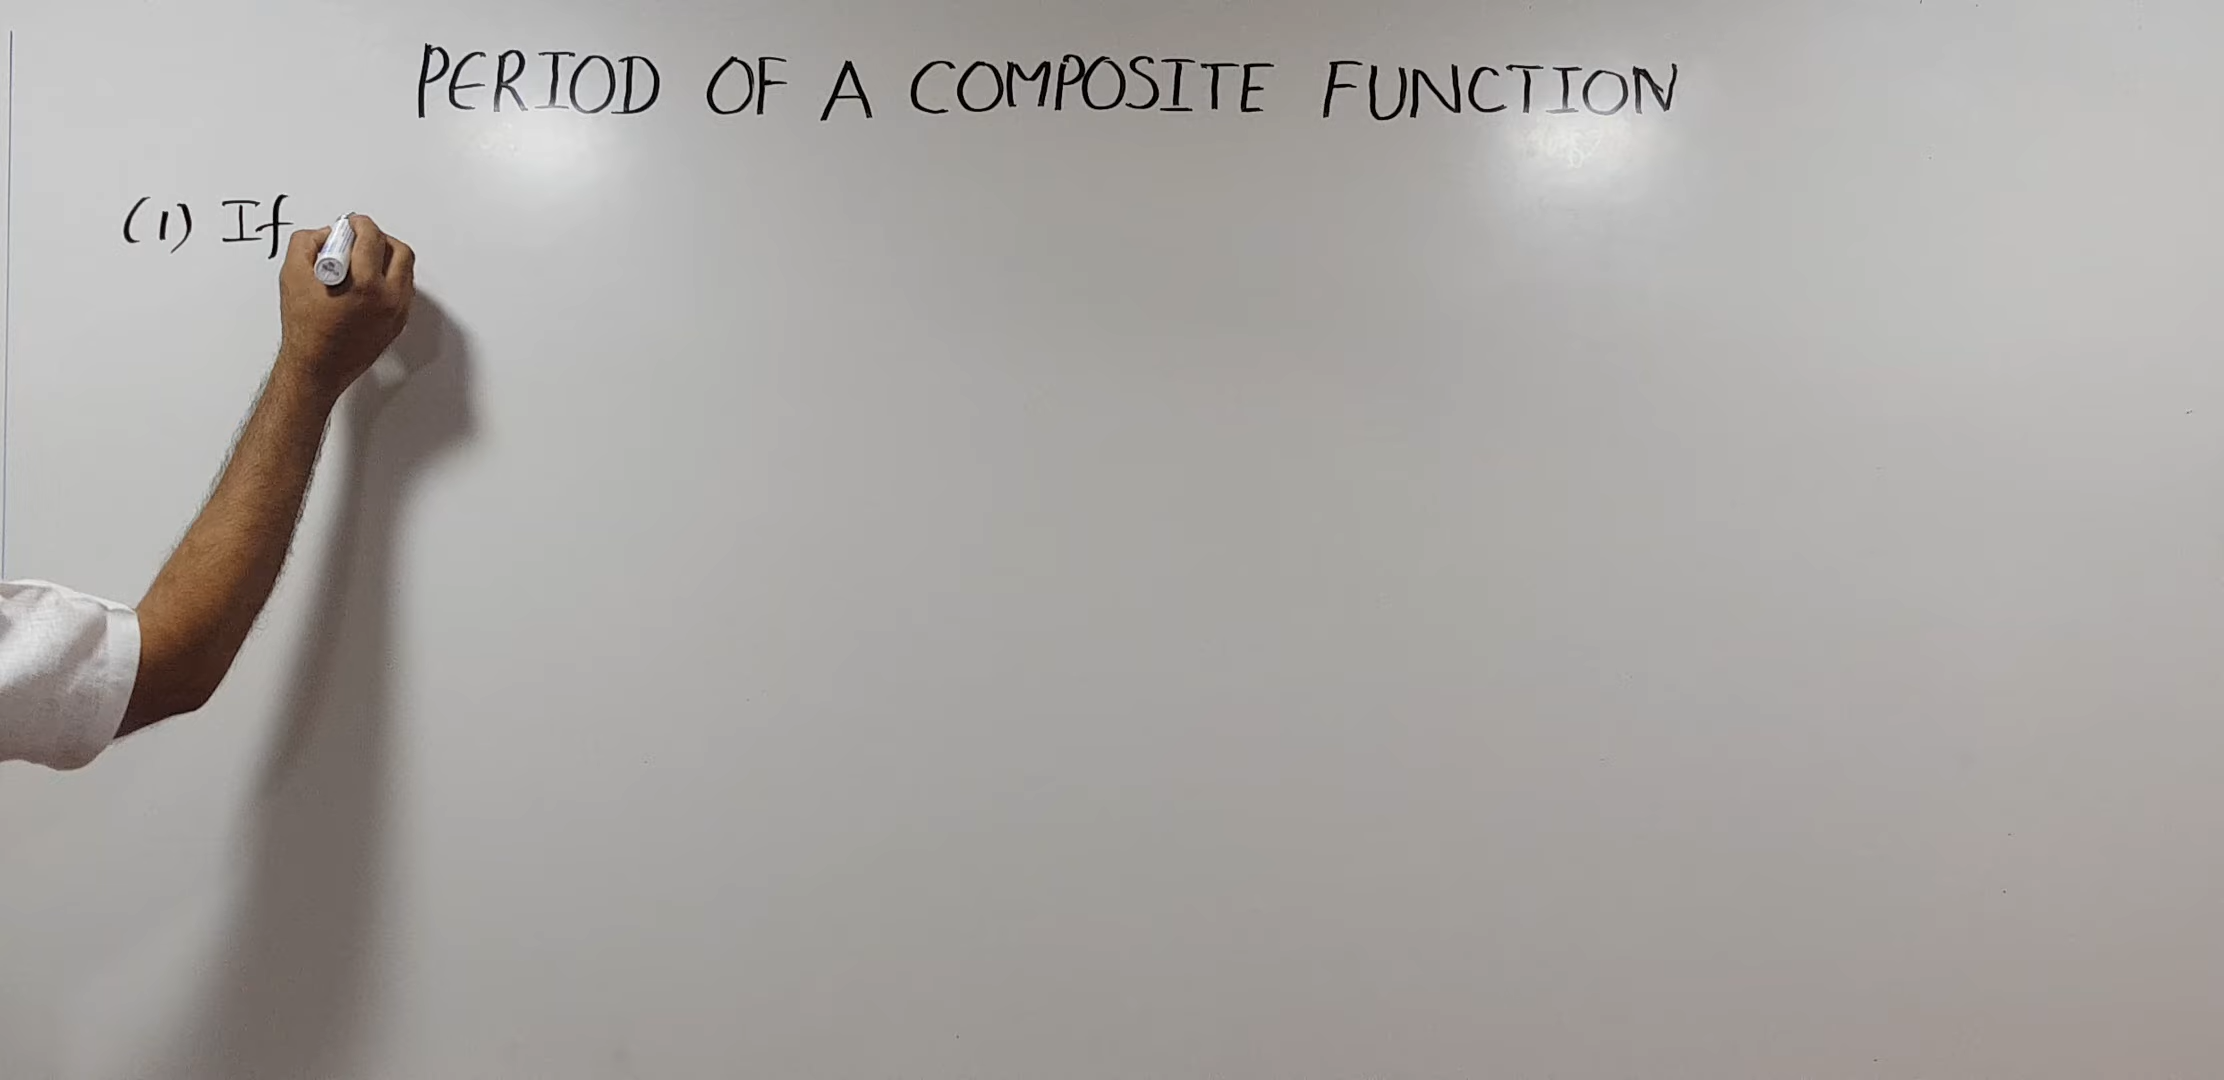 PERIOD OF A COMPOSITE FUNCTION
(1) If